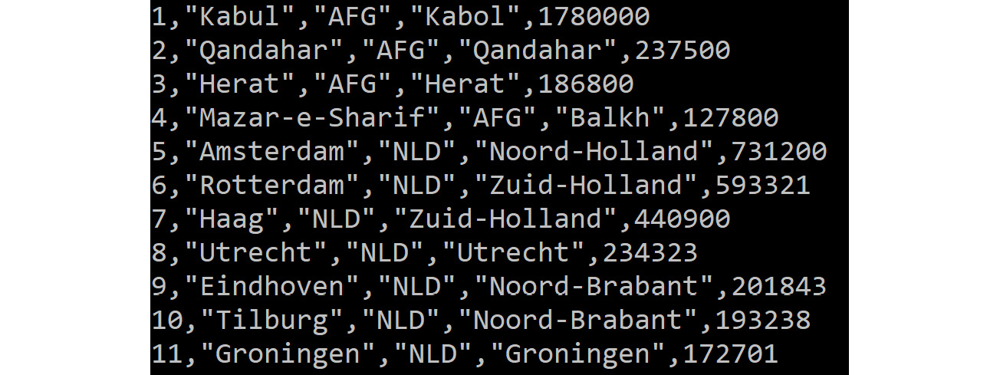 1,"Kabul","AFG","Kabol",1780000
2,"Qandahar","AFG","Qandahar",237500
3,"Herat","AFG","Herat",186800
4,"Mazar-e-Sharif","AFG","Balkh",127800
5,"Amsterdam","NLD","Noord-Holland",731200
6,"Rotterdam","NLD","Zuid-Holland",593321
7,"Haag","NLD","Zuid-Holland",440900
8,"Utrecht","NLD","Utrecht",234323
9,"Eindhoven","NLD","Noord-Brabant",201843
10,"Tilburg","NLD","Noord-Brabant",193238
11,"Groningen","NLD","Groningen",172701